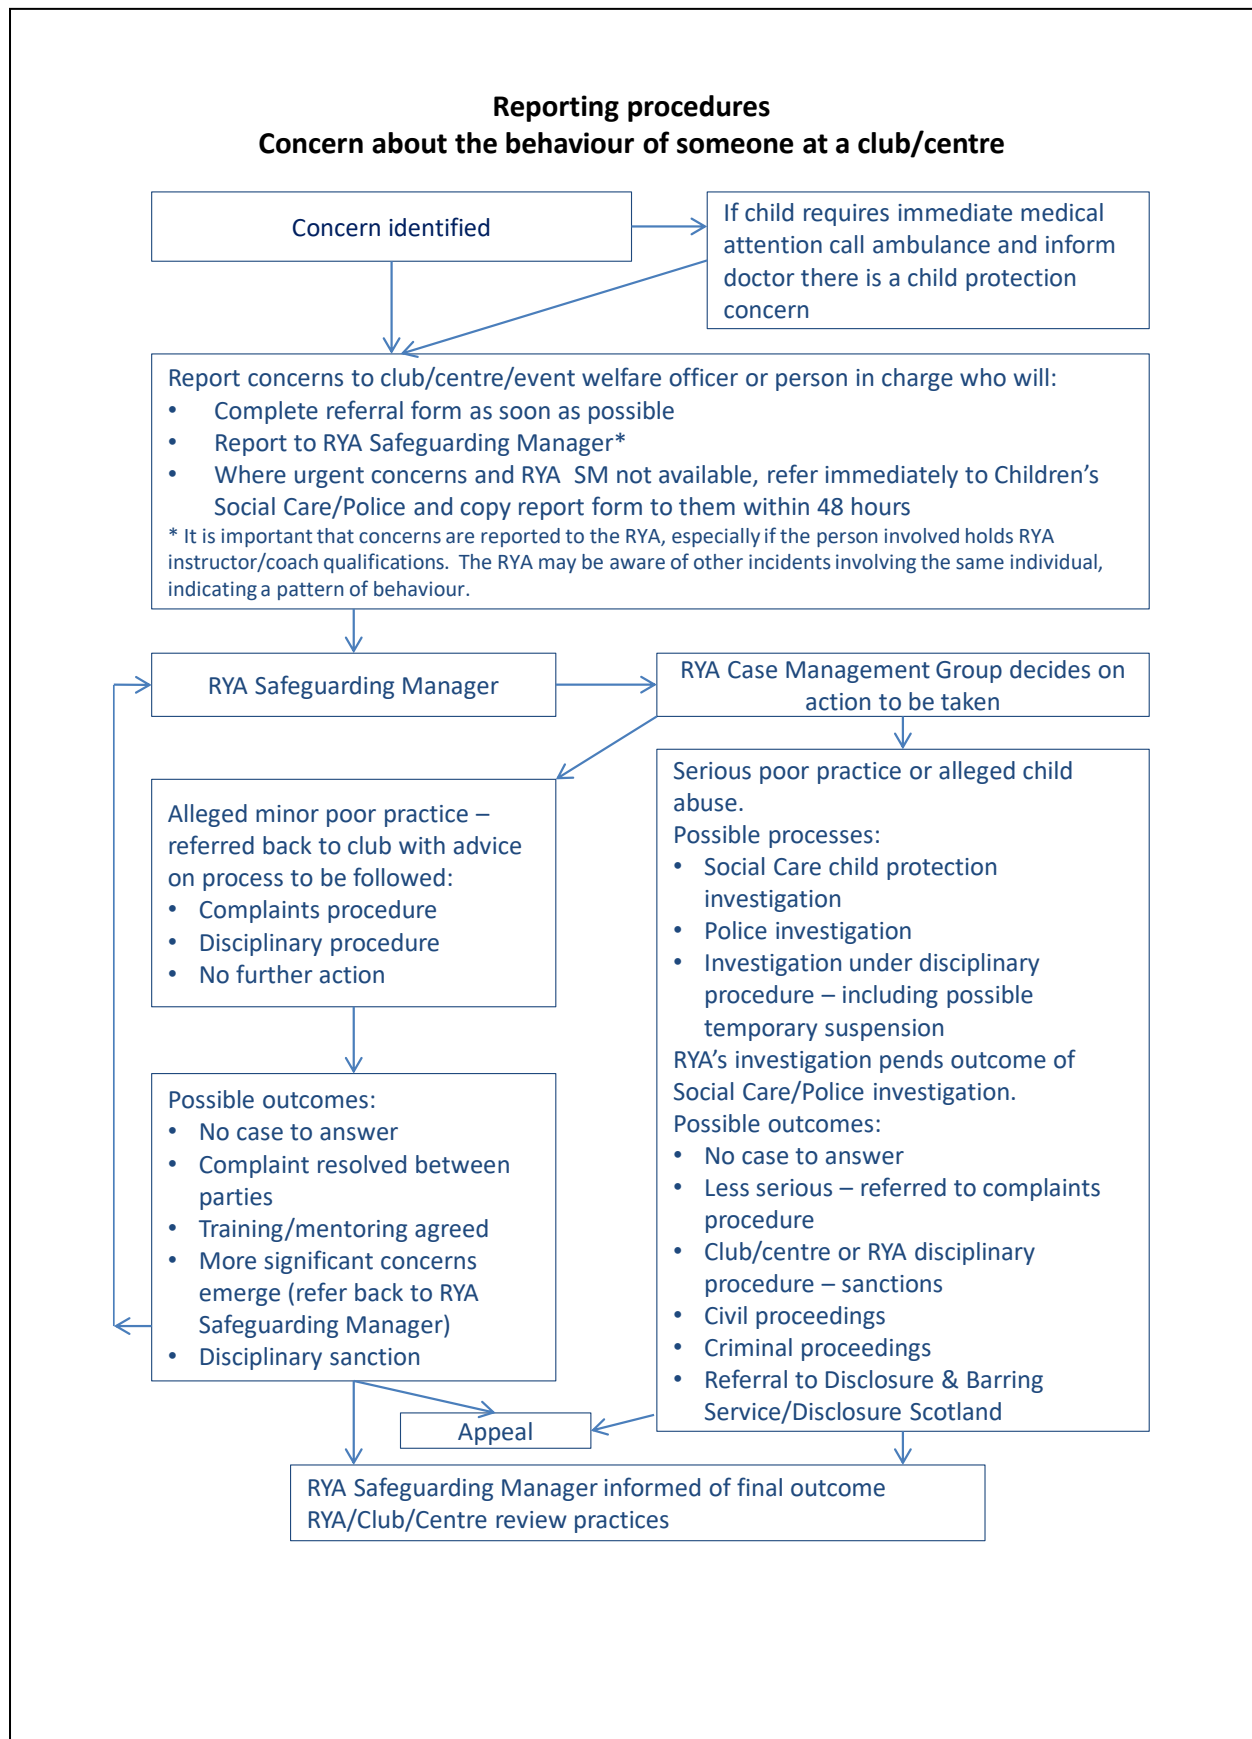 Reporting procedures
Concern about the behaviour of someone at a club/centre
Concern identified
If child requires immediate medical
attention call ambulance and inform
doctor there is a child protection
concern
Report concerns to club/centre/event welfare officer or person in charge who will:
• Complete referral form as soon as possible
• Report to RYA Safeguarding Manager*
• Where urgent concerns and RYA SM not available, refer immediately to Children’s
Social Care/Police and copy report form to them within 48 hours
* It is important that concerns are reported to the RYA, especially if the person involved holds RYA
instructor/coach qualifications. The RYA may be aware of other incidents involving the same individual,
indicating a pattern of behaviour.
RYA Safeguarding Manager
RYA Case Management Group decides on
action to be taken
Alleged minor poor practice –
referred back to club with advice
on process to be followed:
• Complaints procedure
• Disciplinary procedure
• No further action
Serious poor practice or alleged child
abuse.
Possible processes:
• Social Care child protection
investigation
• Police investigation
• Investigation under disciplinary
procedure – including possible
temporary suspension
RYA’s investigation pends outcome of
Social Care/Police investigation.
Possible outcomes:
• No case to answer
• Less serious – referred to complaints
procedure
• Club/centre or RYA disciplinary
procedure – sanctions
• Civil proceedings
• Criminal proceedings
• Referral to Disclosure & Barring
Service/Disclosure Scotland
Possible outcomes:
• No case to answer
• Complaint resolved between
parties
• Training/mentoring agreed
• More significant concerns
emerge (refer back to RYA
Safeguarding Manager)
• Disciplinary sanction
Appeal
RYA Safeguarding Manager informed of final outcome
RYA/Club/Centre review practices